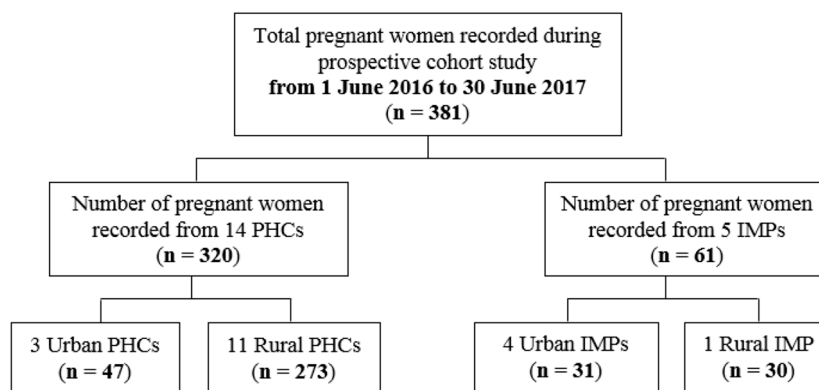 Total pregnant women recorded during
prospective cohort study
from 1 June 2016 to 30 June 2017
(n = 381)
Number of pregnant women
recorded from 14 PHCs
(n = 320)
Number of pregnant women
recorded from 5 IMPs
(n = 61)
3 Urban PHCs
(n = 47)
11 Rural PHCs
(n = 273)
4 Urban IMPs
(n = 31)
1 Rural IMP
(n = 30)